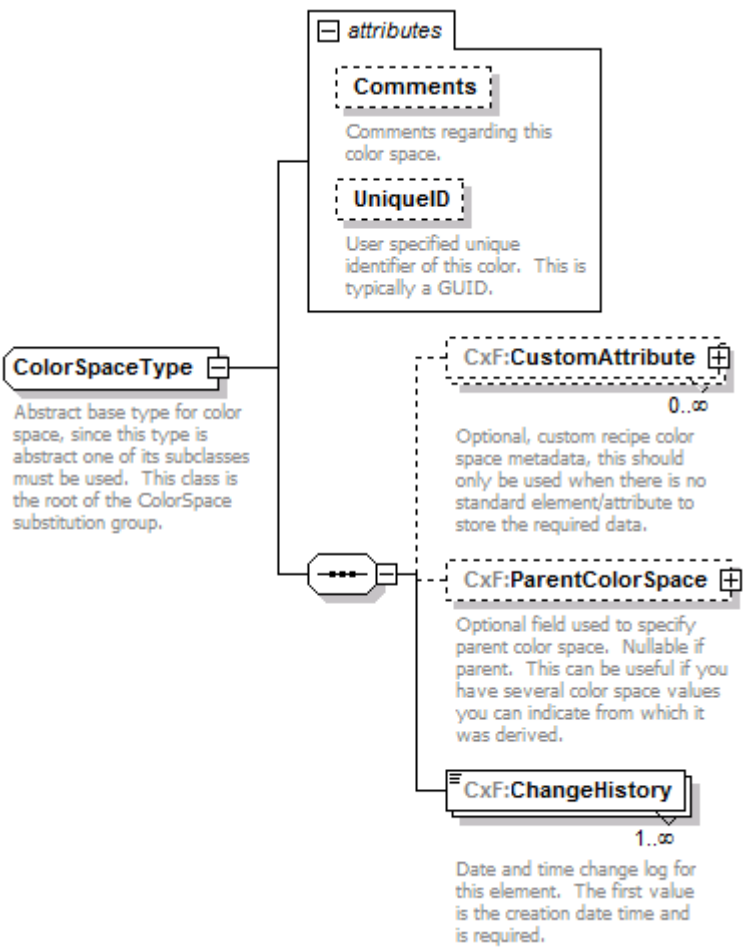 attributes
Comments
Comments regarding this
color space.
UniqueID
User specified unique
identifier of this color.  This is
typically a GUID.
ColorSpaceType
Abstract base type for color
space, since this type is
abstract one of its subclasses
must be used.  This class is
the root of the ColorSpace
substitution group.
CxF:CustomAttribute
0..∞
Optional, custom recipe color
space metadata, this should
only be used when there is no
standard element/attribute to
store the required data.
CxF:ParentColorSpace
Optional field used to specify
parent color space.  Nullable if
parent.  This can be useful if you
have several color space values
you can indicate from which it
was derived.
CxF:ChangeHistory
1..∞
Date and time change log for
this element.  The first value
is the creation date time and
is required.